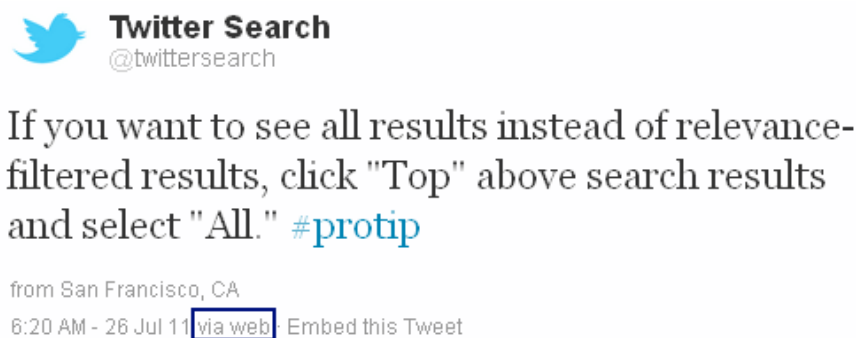 Twitter Search
@twittersearch
If you want to see all results instead of relevance-
filtered results, click "Top" above search results
and select "All." #protip
from San Francisco, CA
6:20 AM - 26 Jul 11 via web · Embed this Tweet